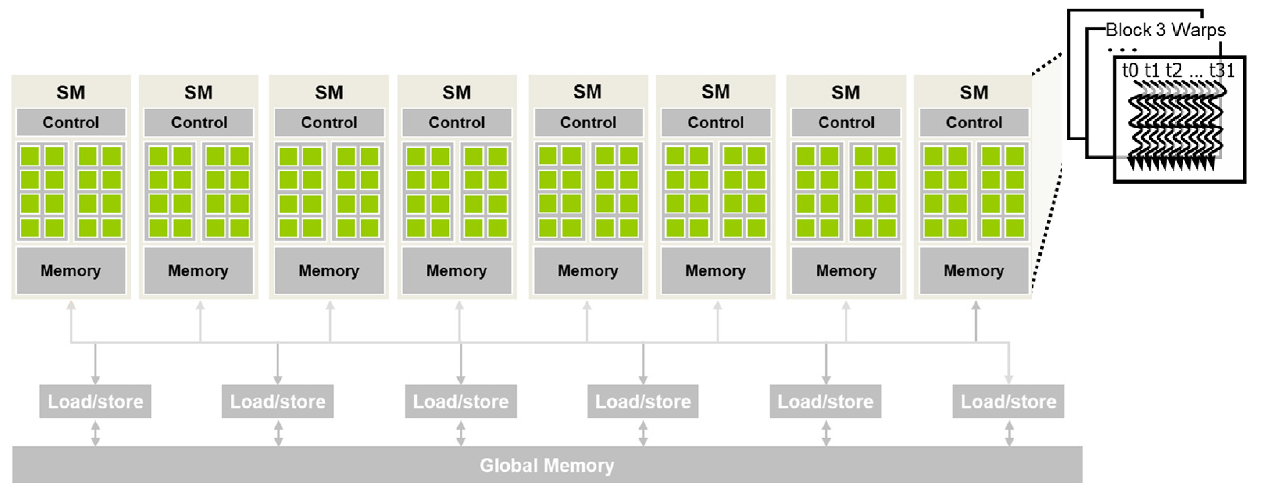 Block 3 Warps
...
t0 t1 t2 ... t31
SM SM SM SM SM SM SM SM
Control Control Control Control Control Control Control Control
Memory Memory Memory Memory Memory Memory Memory Memory
Load/store Load/store Load/store Load/store Load/store Load/store
Global Memory